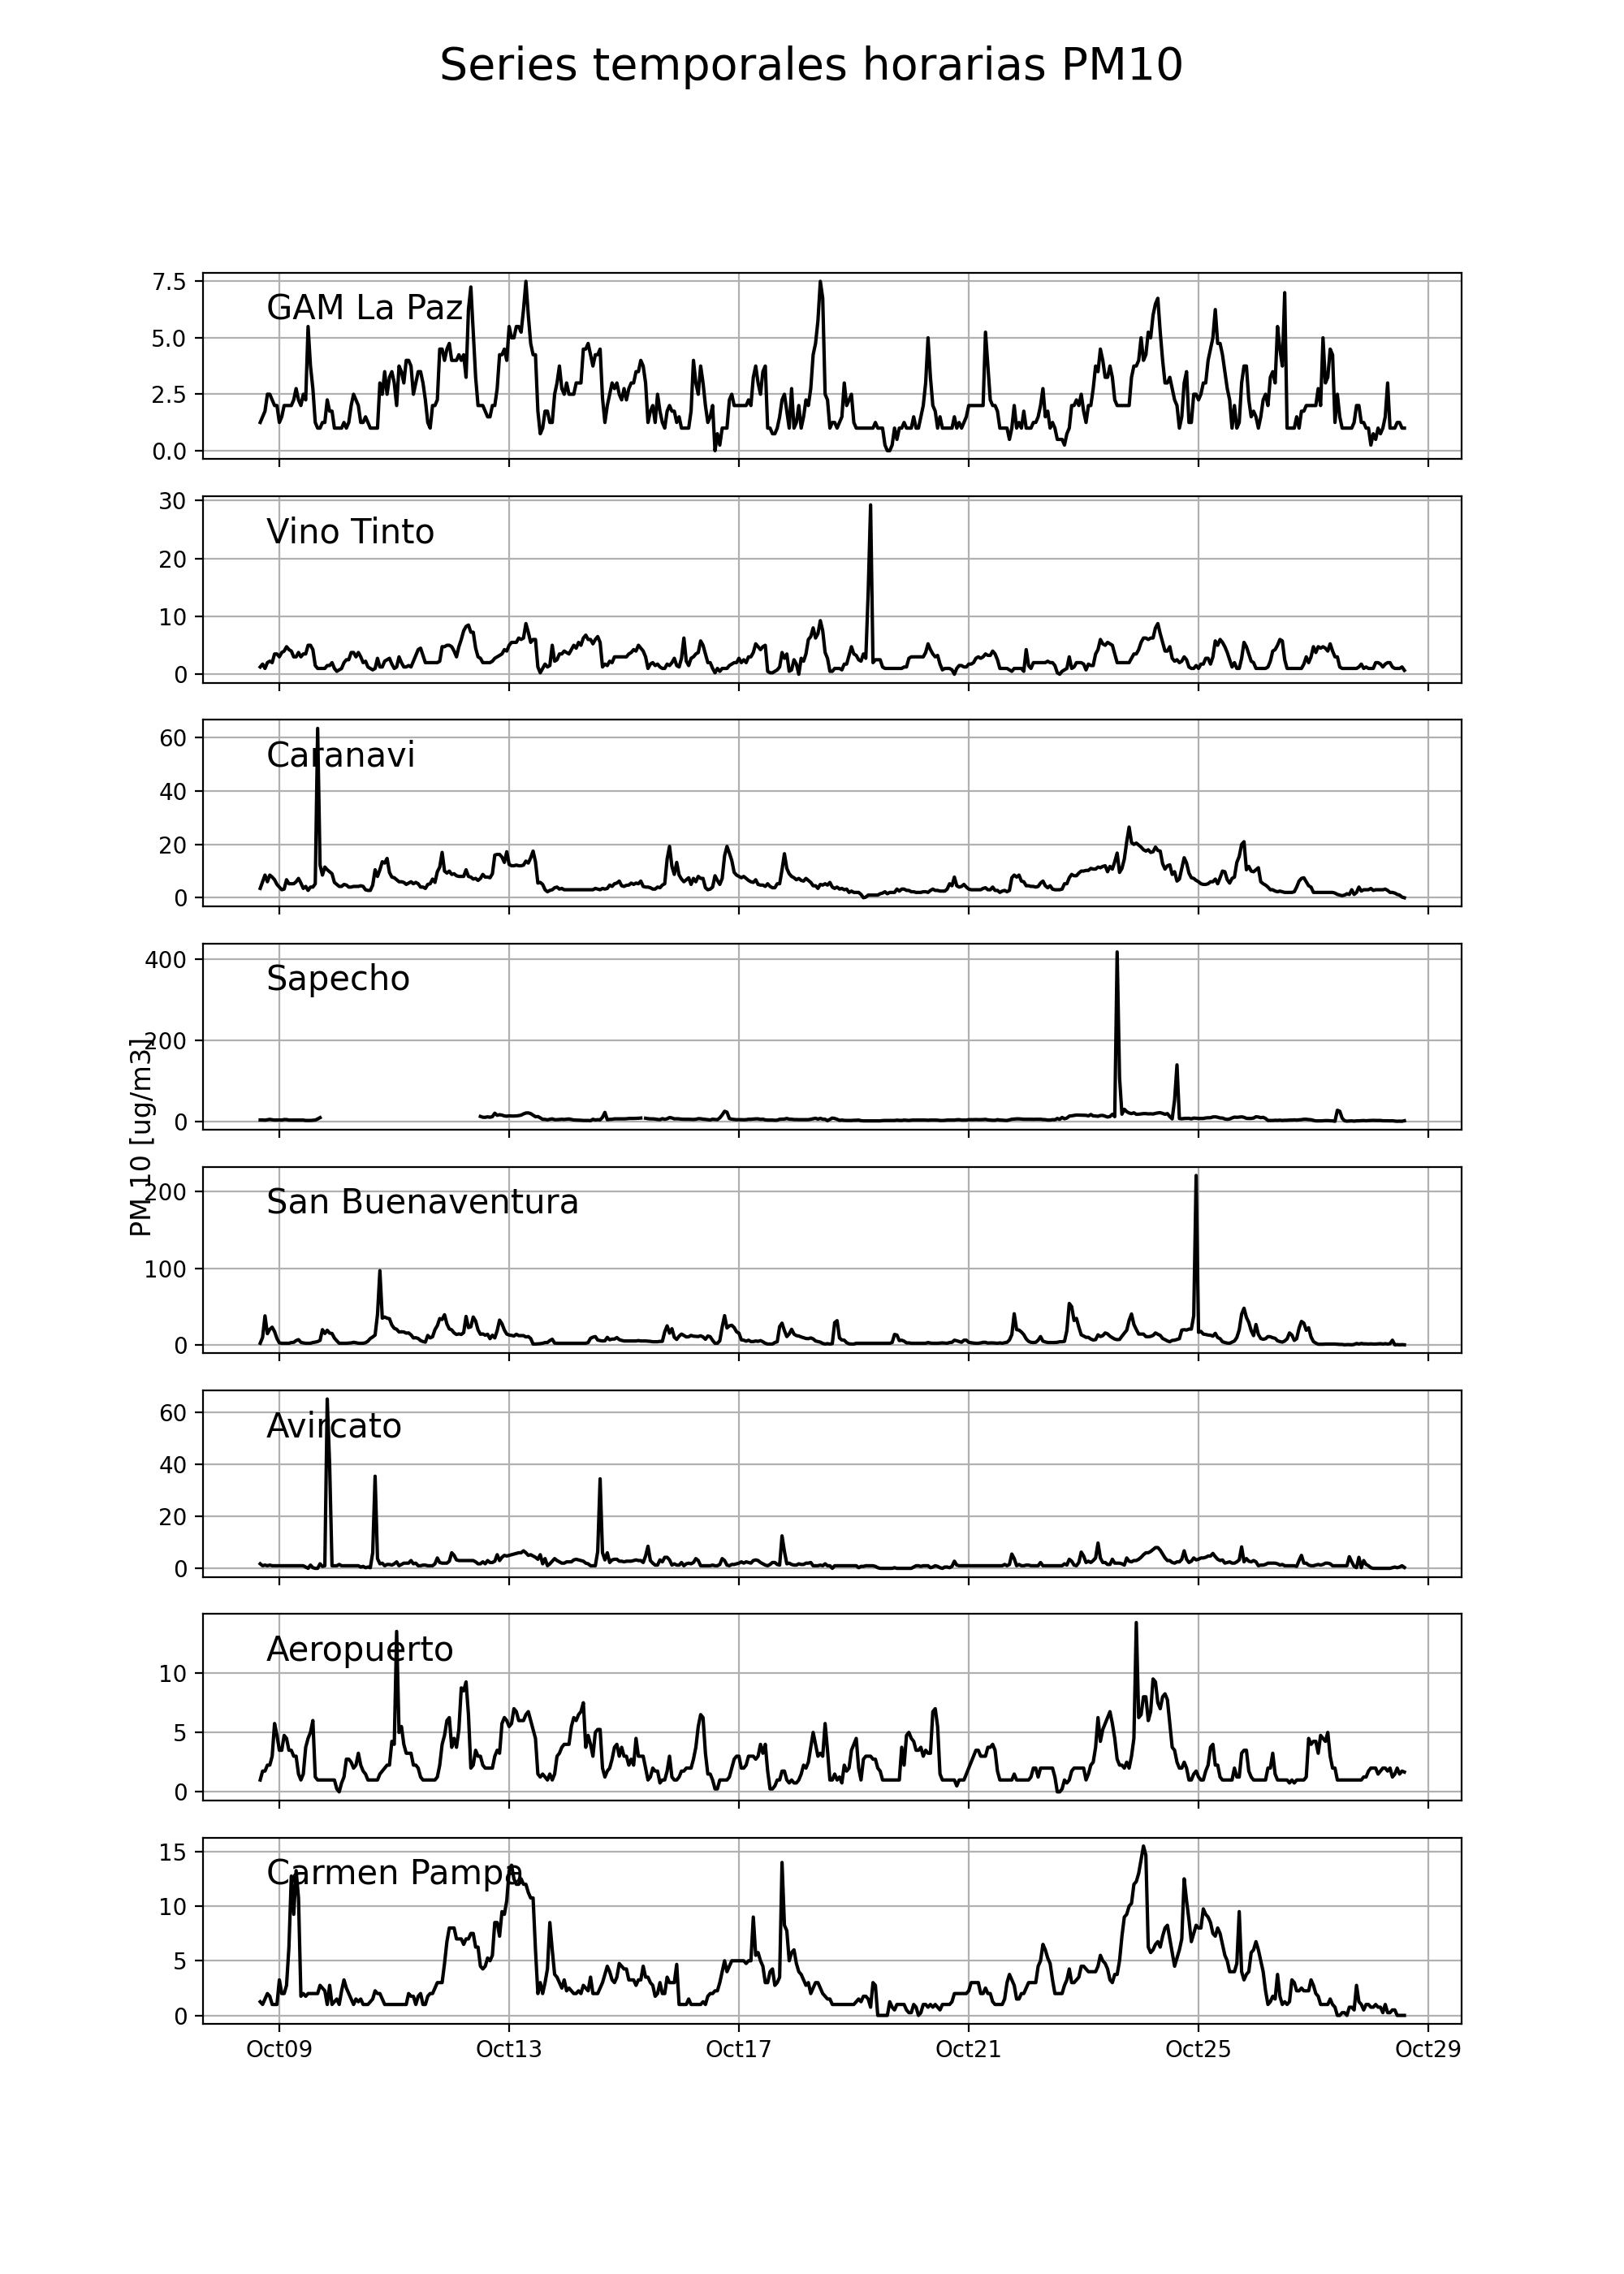 Series temporales horarias PM10
7.5
5.0
2.5
0.0
GAM La Paz
30
20
10
0
Vino Tinto
60
40
20
0
Caranavi
400
200
0
Sapecho
PM 10 [ug/m3]
200
100
0
San Buenaventura
60
40
20
0
Avircato
10
5
0
Aeropuerto
15
10
5
0
Carmen Pampa
Oct09 Oct13 Oct17 Oct21 Oct25 Oct29